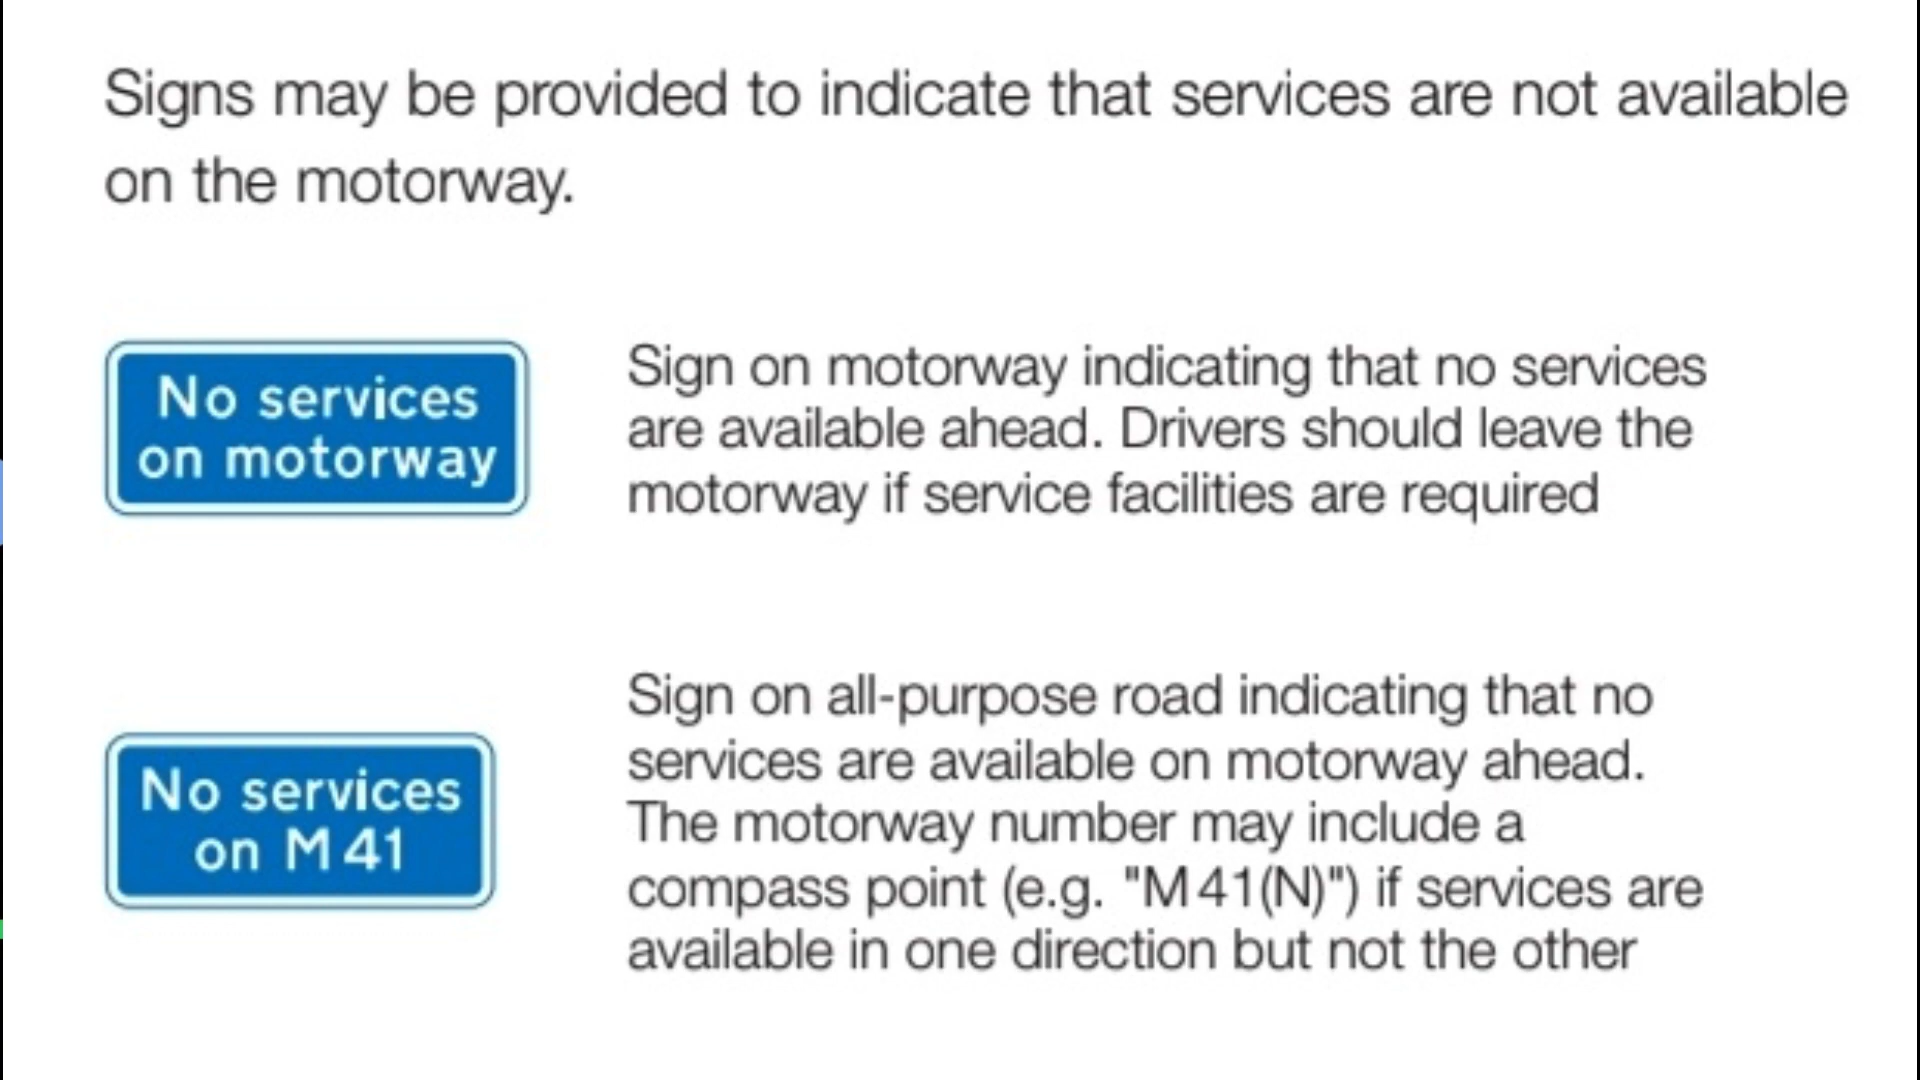 Signs may be provided to indicate that services are not available
on the motorway.
No services
on motorway
Sign on motorway indicating that no services
are available ahead. Drivers should leave the
motorway if service facilities are required
No services
on M 41
Sign on all-purpose road indicating that no
services are available on motorway ahead.
The motorway number may include a
compass point (e.g. "M 41(N)") if services are
available in one direction but not the other